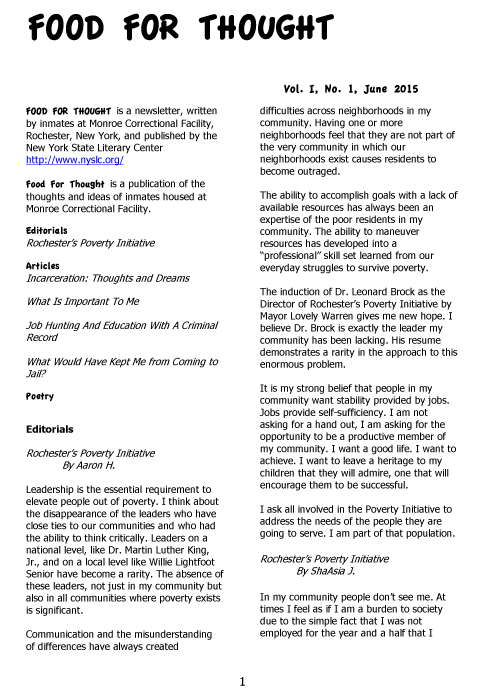 FOOD FOR THOUGHT
Vol. I, No. 1, June 2015
FOOD FOR THOUGHT is a newsletter, written
by inmates at Monroe Correctional Facility,
Rochester, New York, and published by the
New York State Literary Center
http://www.nyslc.org/
Food For Thought is a publication of the
thoughts and ideas of inmates housed at
Monroe Correctional Facility.
Editorials
Rochester's Poverty Initiative
Articles
Incarceration: Thoughts and Dreams
What Is Important To Me
Job Hunting And Education With A Criminal
Record
What Would Have Kept Me from Coming to
Jail?
Poetry
Editorials
Rochester's Poverty Initiative
By Aaron H.
Leadership is the essential requirement to
elevate people out of poverty. I think about
the disappearance of the leaders who have
close ties to our communities and who had
the ability to think critically. Leaders on a
national level, like Dr. Martin Luther King,
Jr., and on a local level like Willie Lightfoot
Senior have become a rarity. The absence of
these leaders, not just in my community but
also in all communities where poverty exists
is significant.
Communication and the misunderstanding
of differences have always created
difficulties across neighborhoods in my
community. Having one or more
neighborhoods feel that they are not part of
the very community in which our
neighborhoods exist causes residents to
become outraged.
The ability to accomplish goals with a lack of
available resources has always been an
expertise of the poor residents in my
community. The ability to maneuver
resources has developed into a
"professional" skill set learned from our
everyday struggles to survive poverty.
The induction of Dr. Leonard Brock as the
Director of Rochester's Poverty Initiative by
Mayor Lovely Warren gives me new hope. I
believe Dr. Brock is exactly the leader my
community has been lacking. His resume
demonstrates a rarity in the approach to this
enormous problem.
It is my strong belief that people in my
community want stability provided by jobs.
Jobs provide self-sufficiency. I am not
asking for a hand out, I am asking for the
opportunity to be a productive member of
my community. I want a good life. I want to
achieve. I want to leave a heritage to my
children that they will admire, one that will
encourage them to be successful.
I ask all involved in the Poverty Initiative to
address the needs of the people they are
going to serve. I am part of that population.
Rochester's Poverty Initiative
By ShaAsia J.
In my community people don't see me. At
times I feel as if I am a burden to society
due to the simple fact that I was not
employed for the year and a half that I
1